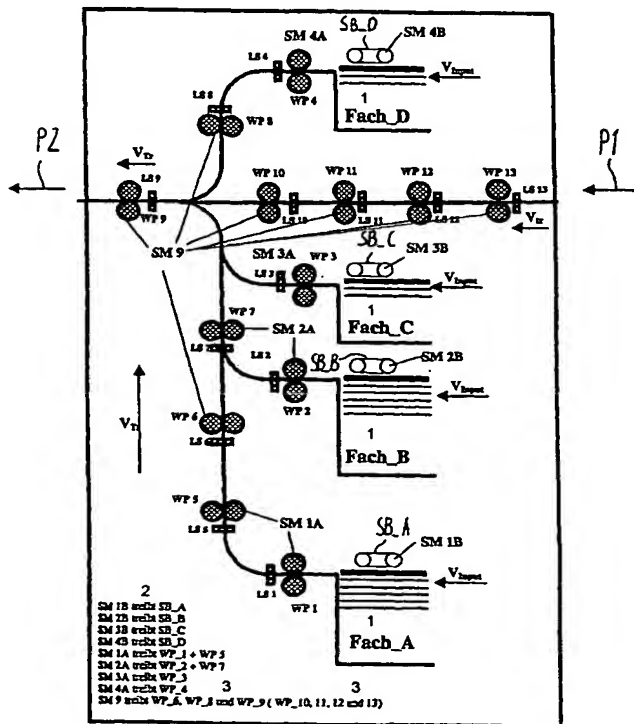 SB_D
SM 4A
SM 4B
LS 4
V_Input
WP 4
1
Fach_D
LS 8
WP 8
P2
V_Tr
LS 9
WP 10
WP 11
WP 12
WP 13
LS 13
P1
WP 9
LS 10
LS 11
LS 12
V_tr
SM 9
SM 3A
WP 3
SB_C
SM 3B
LS 3
V_Input
1
Fach_C
WP 7
SM 2A
LS 7
LS 2
SB_B
SM 2B
V_Input
WP 2
1
Fach_B
V_Tr
WP 6
LS 6
WP 5
SM 1A
LS 5
SB_A
SM 1B
LS 1
V_Input
WP 1
1
Fach_A
2
SM 1B treibt SB_A
SM 2B treibt SB_B
SM 3B treibt SB_C
SM 4B treibt SB_D
SM 1A treibt WP_1 + WP 5
SM 2A treibt WP_2 + WP 7
SM 3A treibt WP_3
SM 4A treibt WP_4
3 3
SM 9 treibt WP_6, WP_8 und WP_9 ( WP_10, 11, 12 und 13)